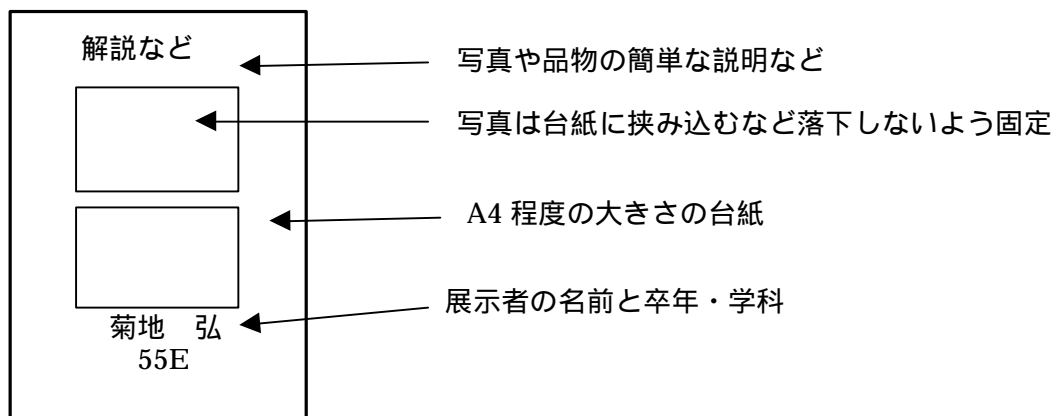 解説など
写真や品物の簡単な説明など
写真は台紙に挟み込むなど落下しないよう固定
A4 程度の大きさの台紙
展示者の名前と卒年・学科
菊地　弘
55E